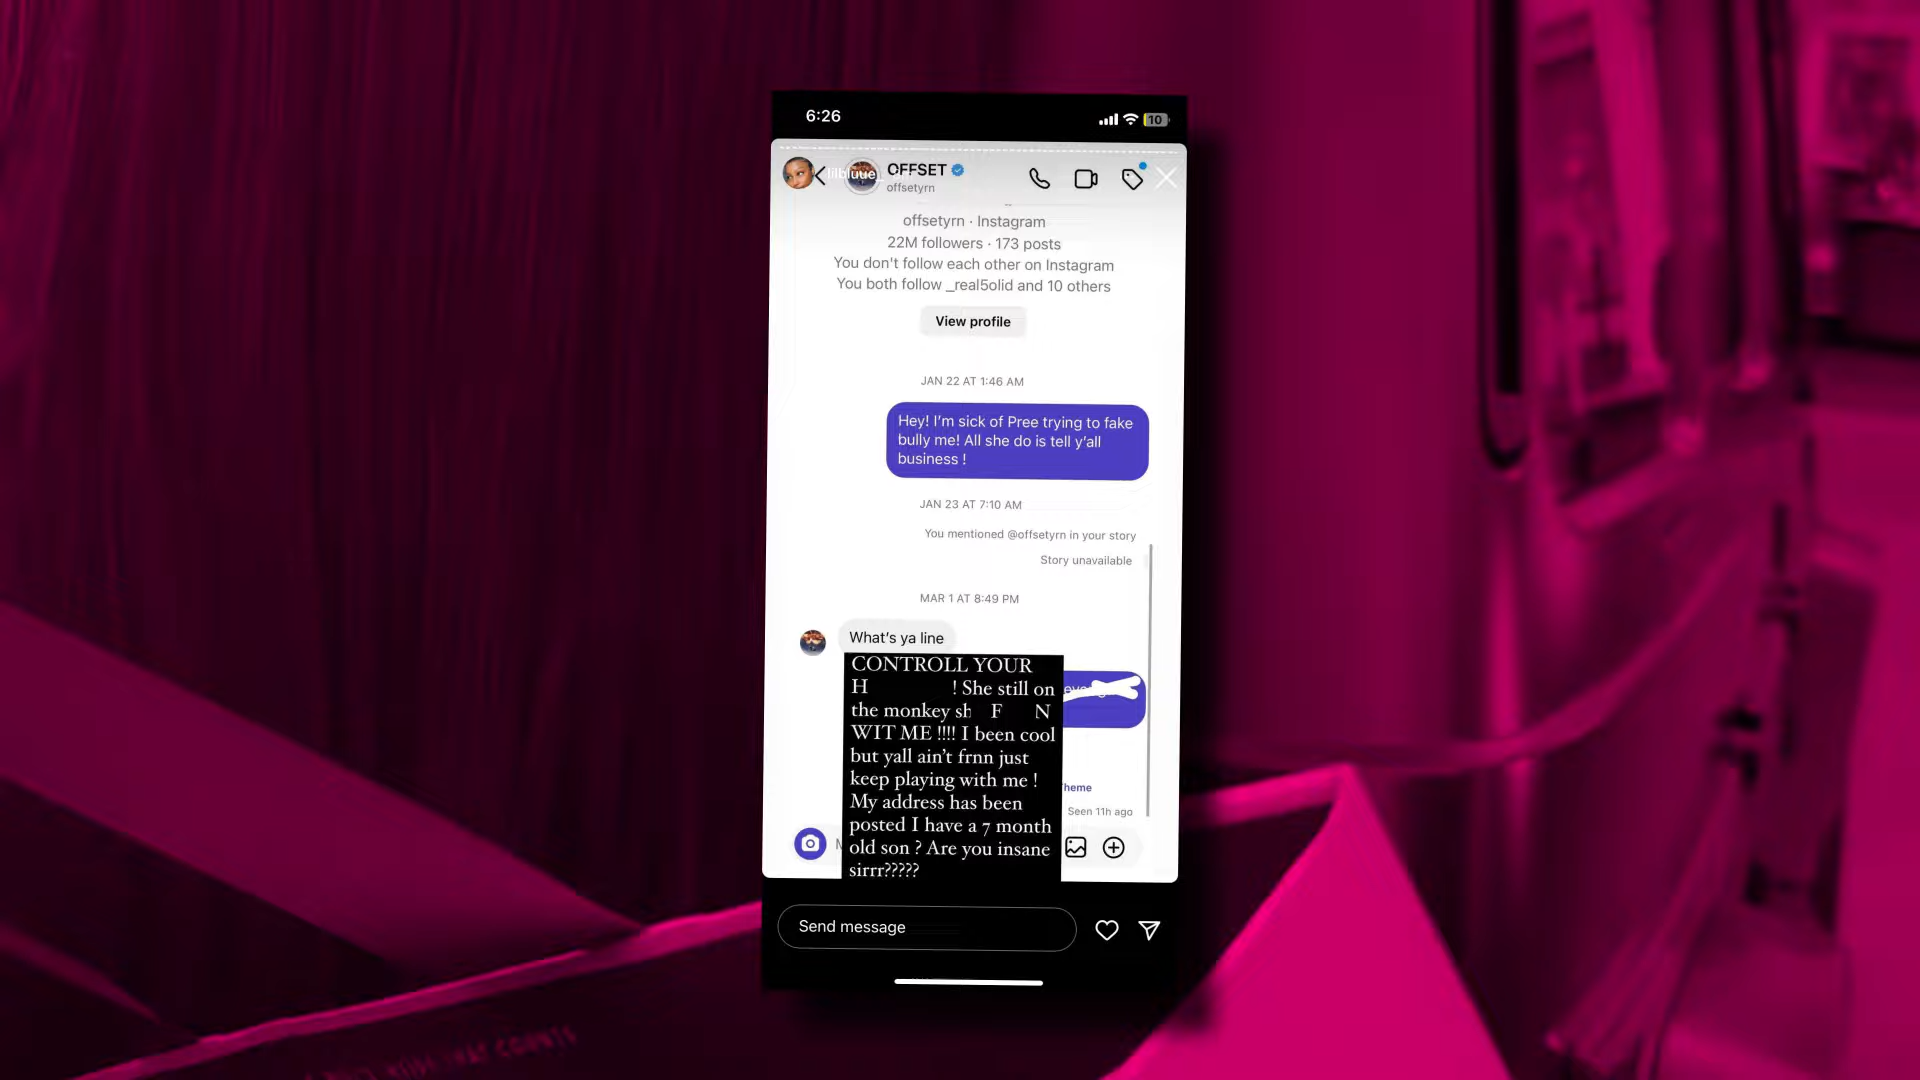 6:26
10
lilbluue_
OFFSET
offsetyrn
offsetyrn · Instagram
22M followers · 173 posts
You don't follow each other on Instagram
You both follow _real5olid and 10 others
View profile
JAN 22 AT 1:46 AM
Hey! I'm sick of Pree trying to fake
bully me! All she do is tell y'all
business !
JAN 23 AT 7:10 AM
You mentioned @offsetyrn in your story
Story unavailable
MAR 1 AT 8:49 PM
What's ya line
CONTROLL YOUR
H ! She still on
the monkey sh F N
WIT ME !!!! I been cool
but yall ain't frnn just
keep playing with me !
My address has been
posted I have a 7 month
old son ? Are you insane
sirrr?????
Seen 11h ago
Send message